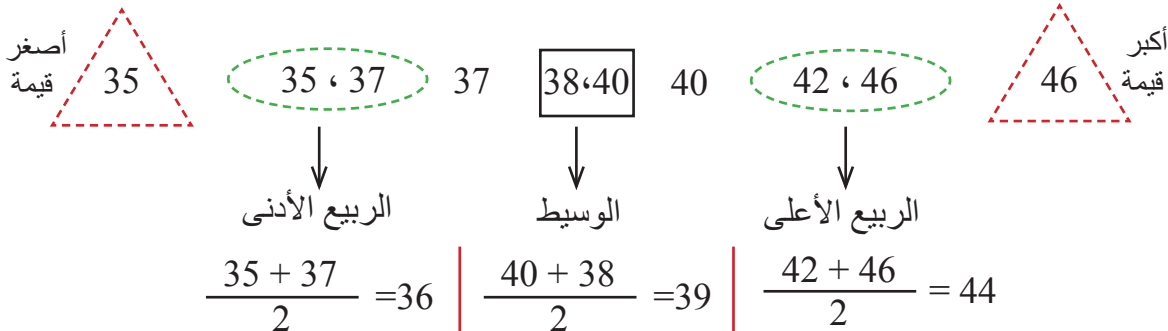 أصغر قيمة
35
35 ، 37
37
38،40
40
42 ، 46
46
أكبر قيمة
الربيع الأدنى
الوسيط
الربيع الأعلى
35 + 37 / 2 =36
40 + 38 / 2 =39
42 + 46 / 2 = 44